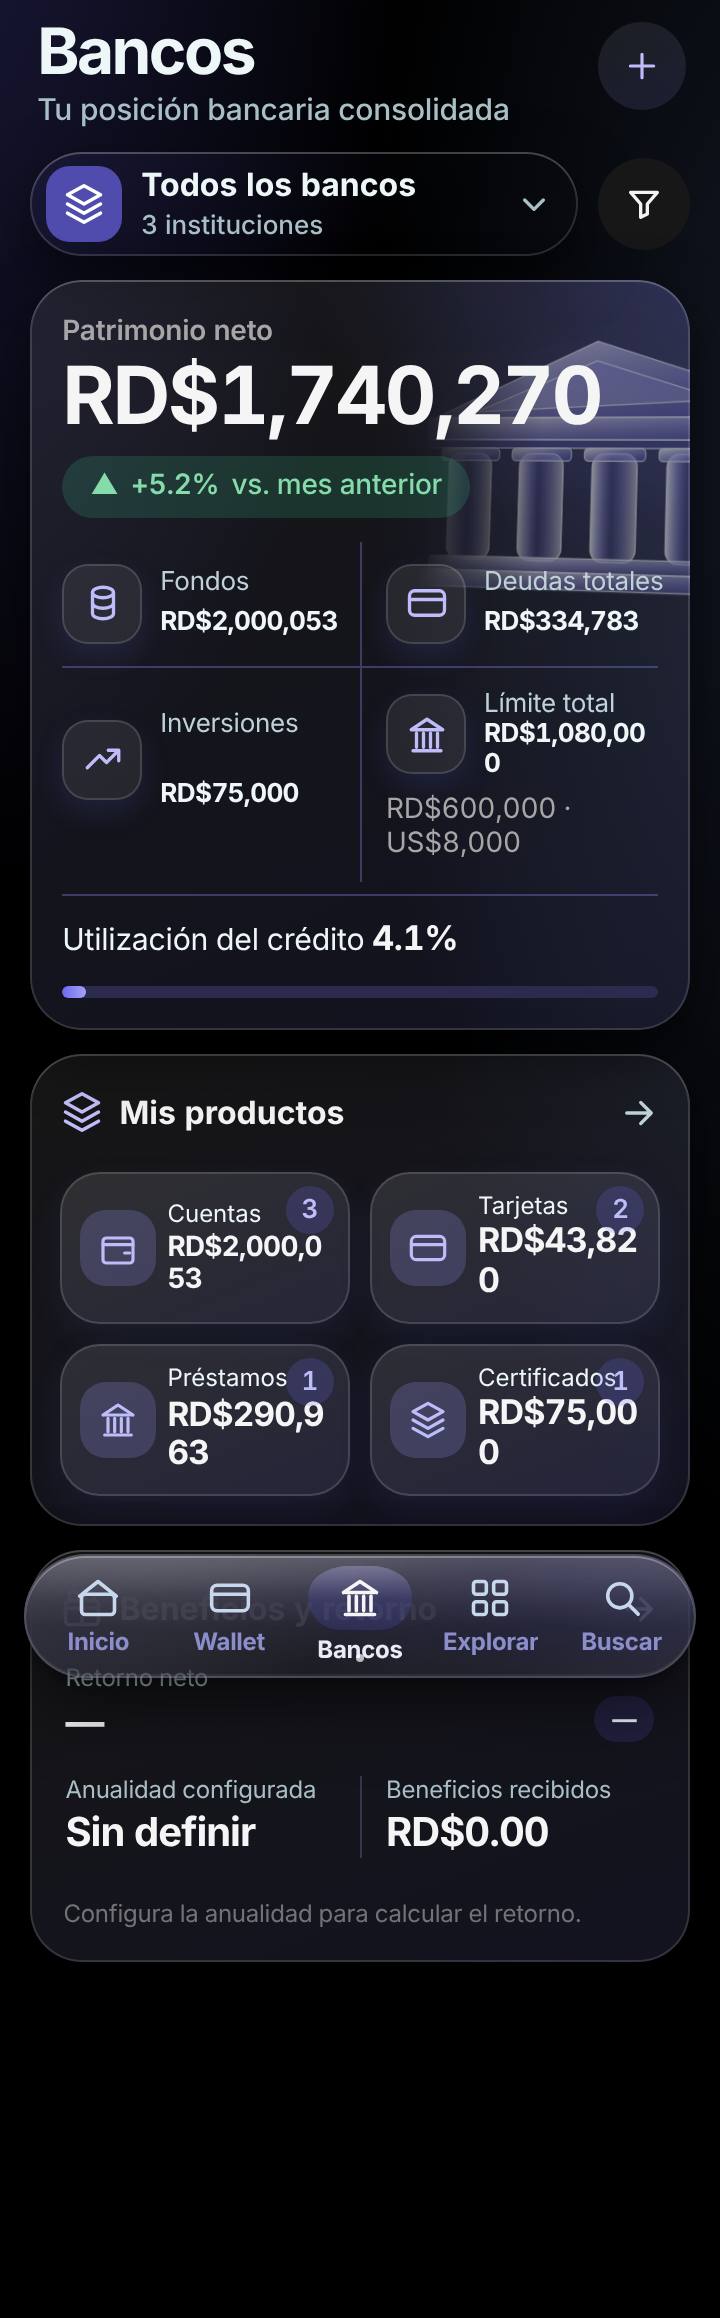 Bancos
Tu posición bancaria consolidada
Todos los bancos
3 instituciones
Patrimonio neto
RD$1,740,270
▲ +5.2% vs. mes anterior
Fondos
RD$2,000,053
Deudas totales
RD$334,783
Inversiones
RD$75,000
Límite total
RD$1,080,00
0
RD$600,000 ·
US$8,000
Utilización del crédito 4.1%
Mis productos
Cuentas
3
RD$2,000,0
53
Tarjetas
2
RD$43,82
0
Préstamos
1
RD$290,9
63
Certificados
1
RD$75,00
0
Beneficios y retorno
Inicio
Wallet
Bancos
Explorar
Buscar
Retorno neto
—
—
Anualidad configurada
Sin definir
Beneficios recibidos
RD$0.00
Configura la anualidad para calcular el retorno.